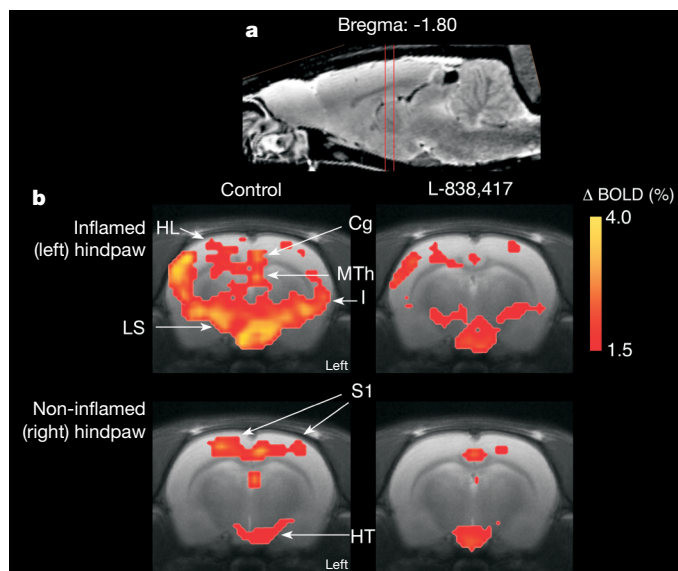 a
Bregma: -1.80
b
Control
L-838,417
Δ BOLD (%)
Inflamed
(left) hindpaw
HL
Cg
MTh
I
LS
Left
4.0
1.5
Non-inflamed
(right) hindpaw
S1
HT
Left